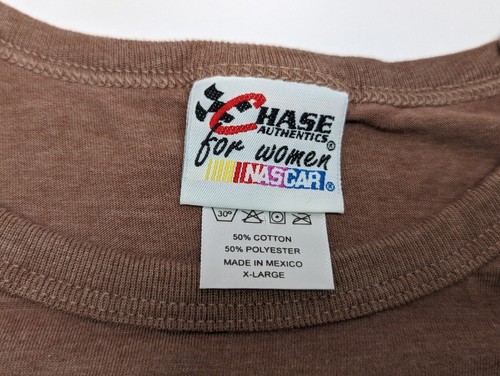 CHASE
AUTHENTICS®
for women
NASCAR®
30°
50% COTTON
50% POLYESTER
MADE IN MEXICO
X-LARGE